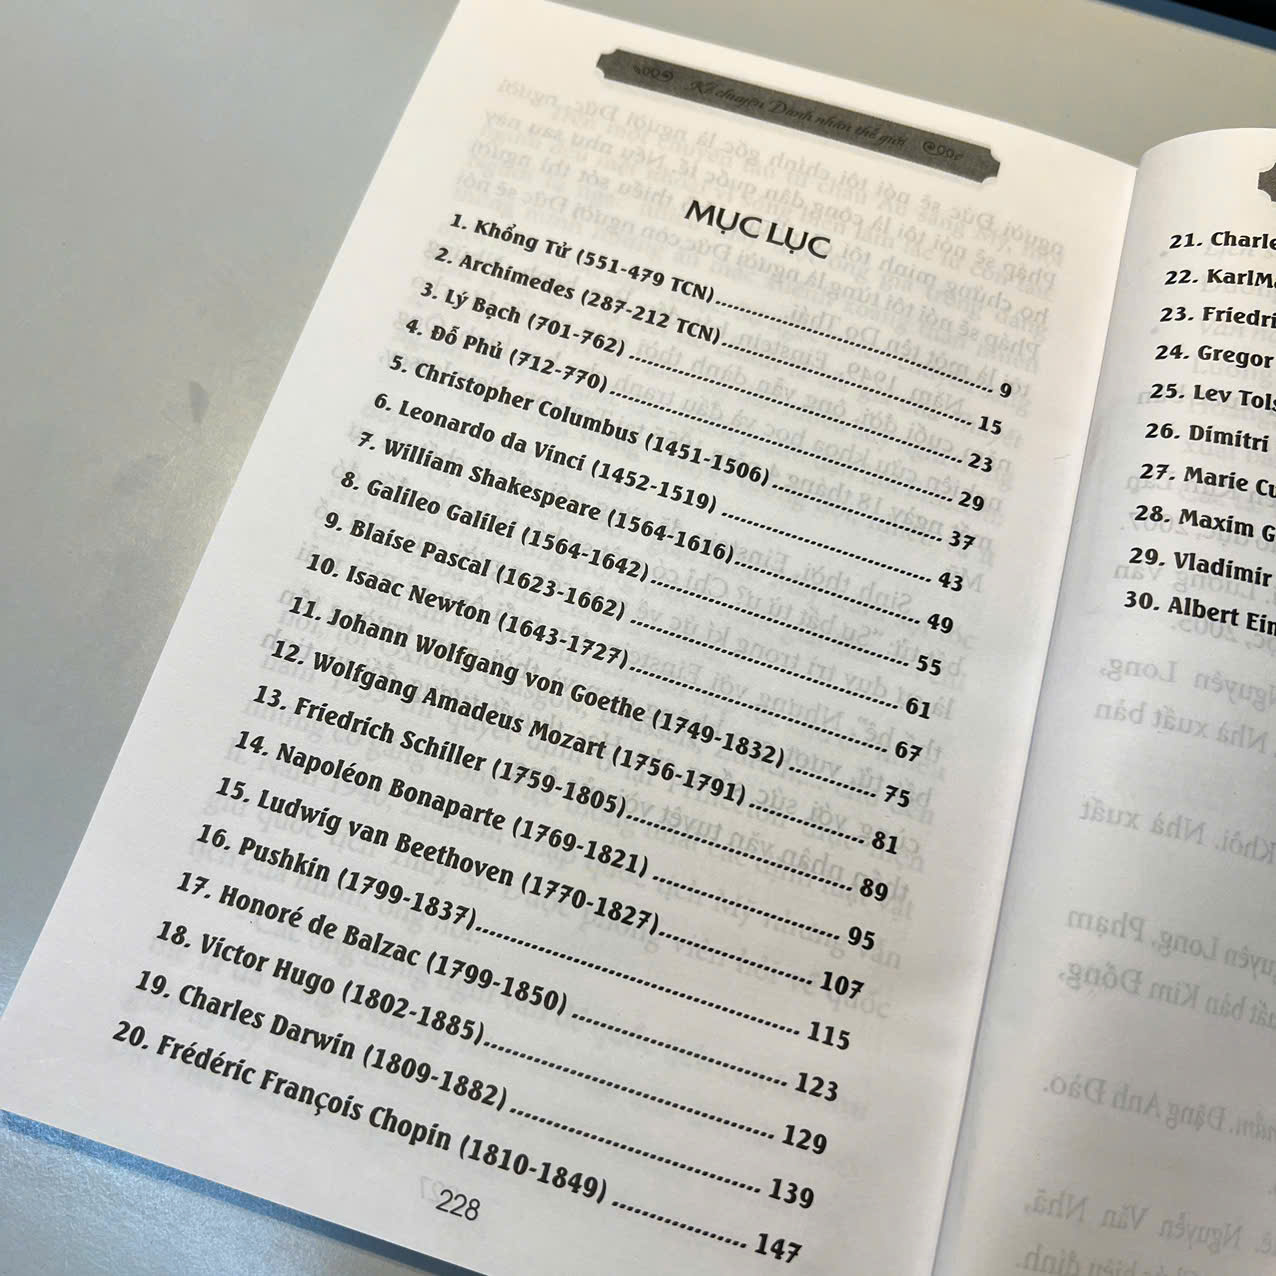 Kể chuyện Danh nhân thế giới
MỤC LỤC
1. Khổng Tử (551-479 TCN)........................ 9
2. Archimedes (287-212 TCN)........................ 15
3. Lý Bạch (701-762) ........................ 23
4. Đỗ Phủ (712-770) ........................ 29
5. Christopher Columbus (1451-1506)........................ 37
6. Leonardo da Vinci (1452-1519) ........................ 43
7. William Shakespeare (1564-1616)........................ 49
8. Galileo Galilei (1564-1642)........................ 55
9. Blaise Pascal (1623-1662) ........................ 61
10. Isaac Newton (1643-1727)........................ 67
11. Johann Wolfgang von Goethe (1749-1832) ............ 75
12. Wolfgang Amadeus Mozart (1756-1791) ................ 81
13. Friedrich Schiller (1759-1805)........................ 89
14. Napoléon Bonaparte (1769-1821) ........................ 95
15. Ludwig van Beethoven (1770-1827)........................ 107
16. Pushkin (1799-1837)........................ 115
17. Honoré de Balzac (1799-1850) ........................ 123
18. Victor Hugo (1802-1885)........................ 129
19. Charles Darwin (1809-1882) ........................ 139
20. Frédéric François Chopin (1810-1849) ................ 147
228
21. Charle
22. KarlMa
23. Friedri
24. Gregor
25. Lev Tols
26. Dimitri
27. Marie Cu
28. Maxim G
29. Vladimir
30. Albert Ein